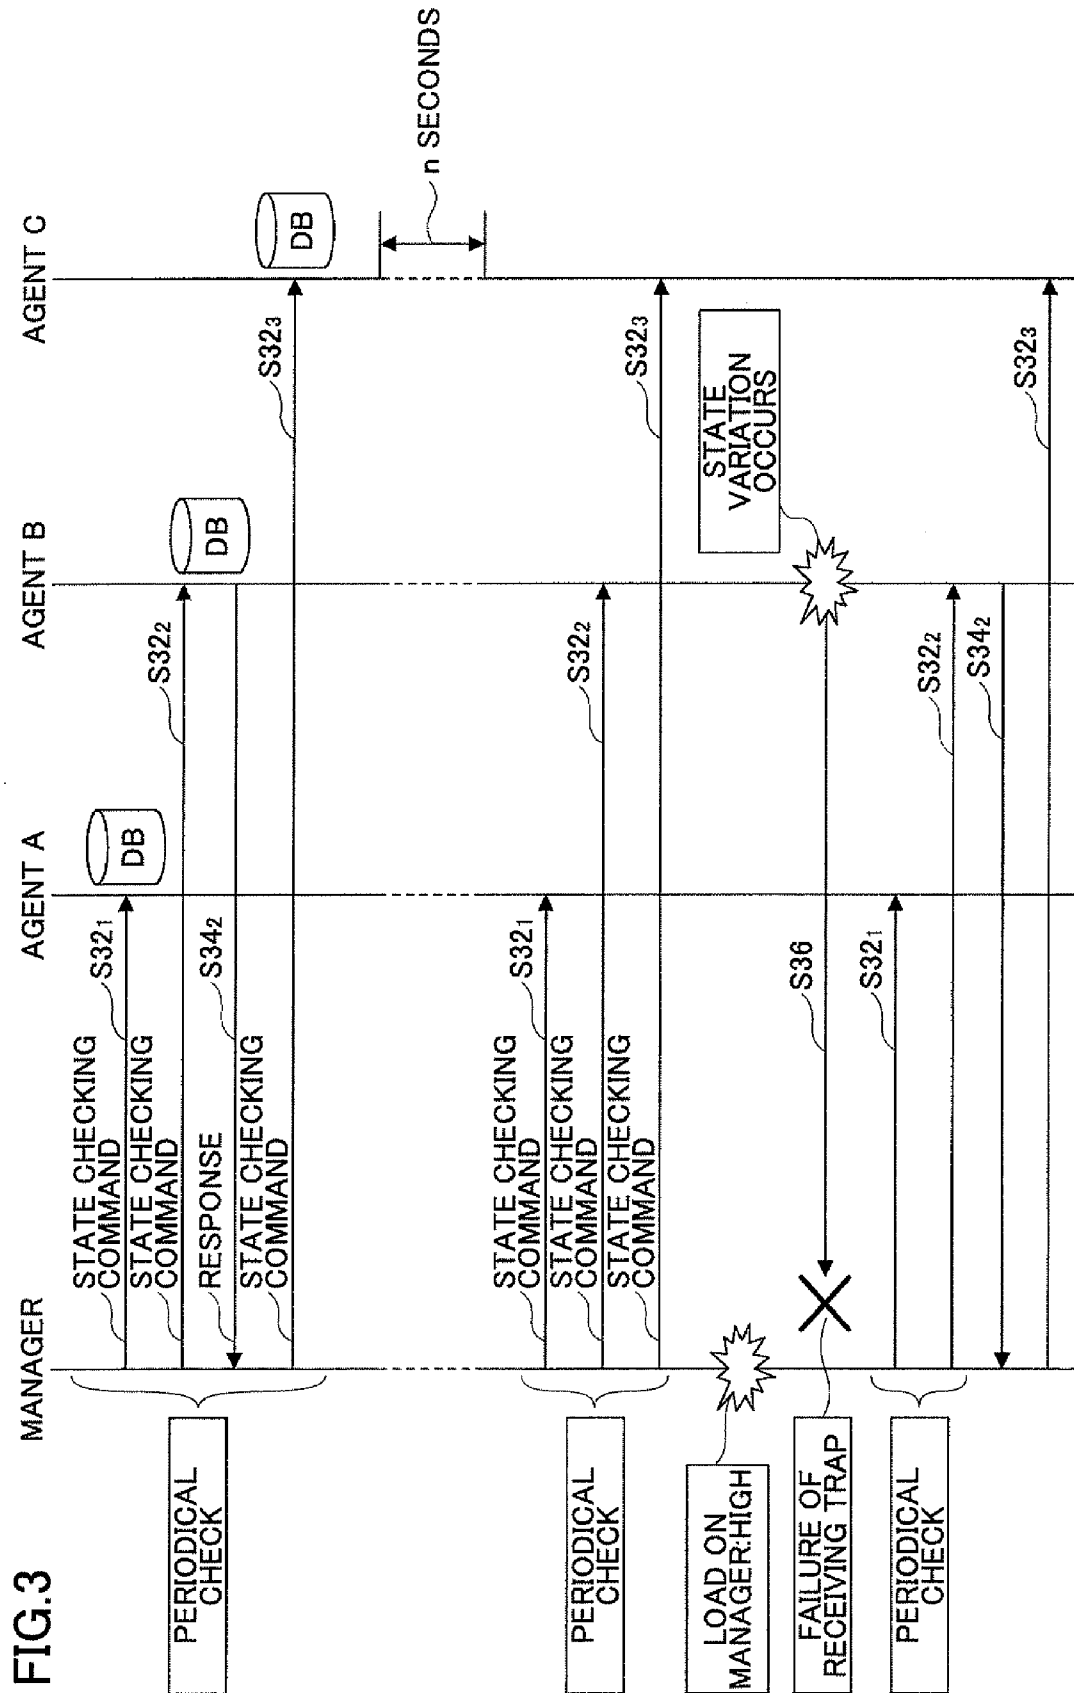 FIG.3
MANAGER
AGENT A
AGENT B
AGENT C
PERIODICAL
CHECK
STATE CHECKING
COMMAND
S32₁
DB
STATE CHECKING
COMMAND
S32₂
DB
RESPONSE
S34₂
STATE CHECKING
COMMAND
S32₃
DB
n SECONDS
PERIODICAL
CHECK
STATE CHECKING
COMMAND
S32₁
STATE CHECKING
COMMAND
S32₂
STATE CHECKING
COMMAND
S32₃
LOAD ON
MANAGER:HIGH
STATE
VARIATION
OCCURS
FAILURE OF
RECEIVING TRAP
S36
PERIODICAL
CHECK
S32₁
S32₂
S34₂
S32₃